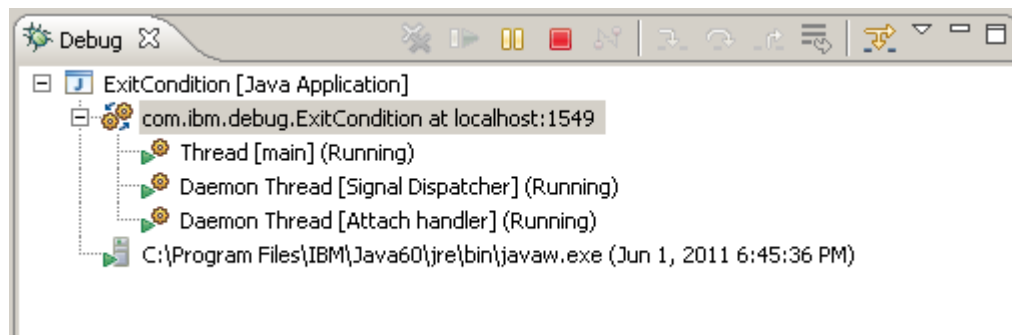 Debug
ExitCondition [Java Application]
com.ibm.debug.ExitCondition at localhost:1549
Thread [main] (Running)
Daemon Thread [Signal Dispatcher] (Running)
Daemon Thread [Attach handler] (Running)
C:\Program Files\IBM\Java60\jre\bin\javaw.exe (Jun 1, 2011 6:45:36 PM)